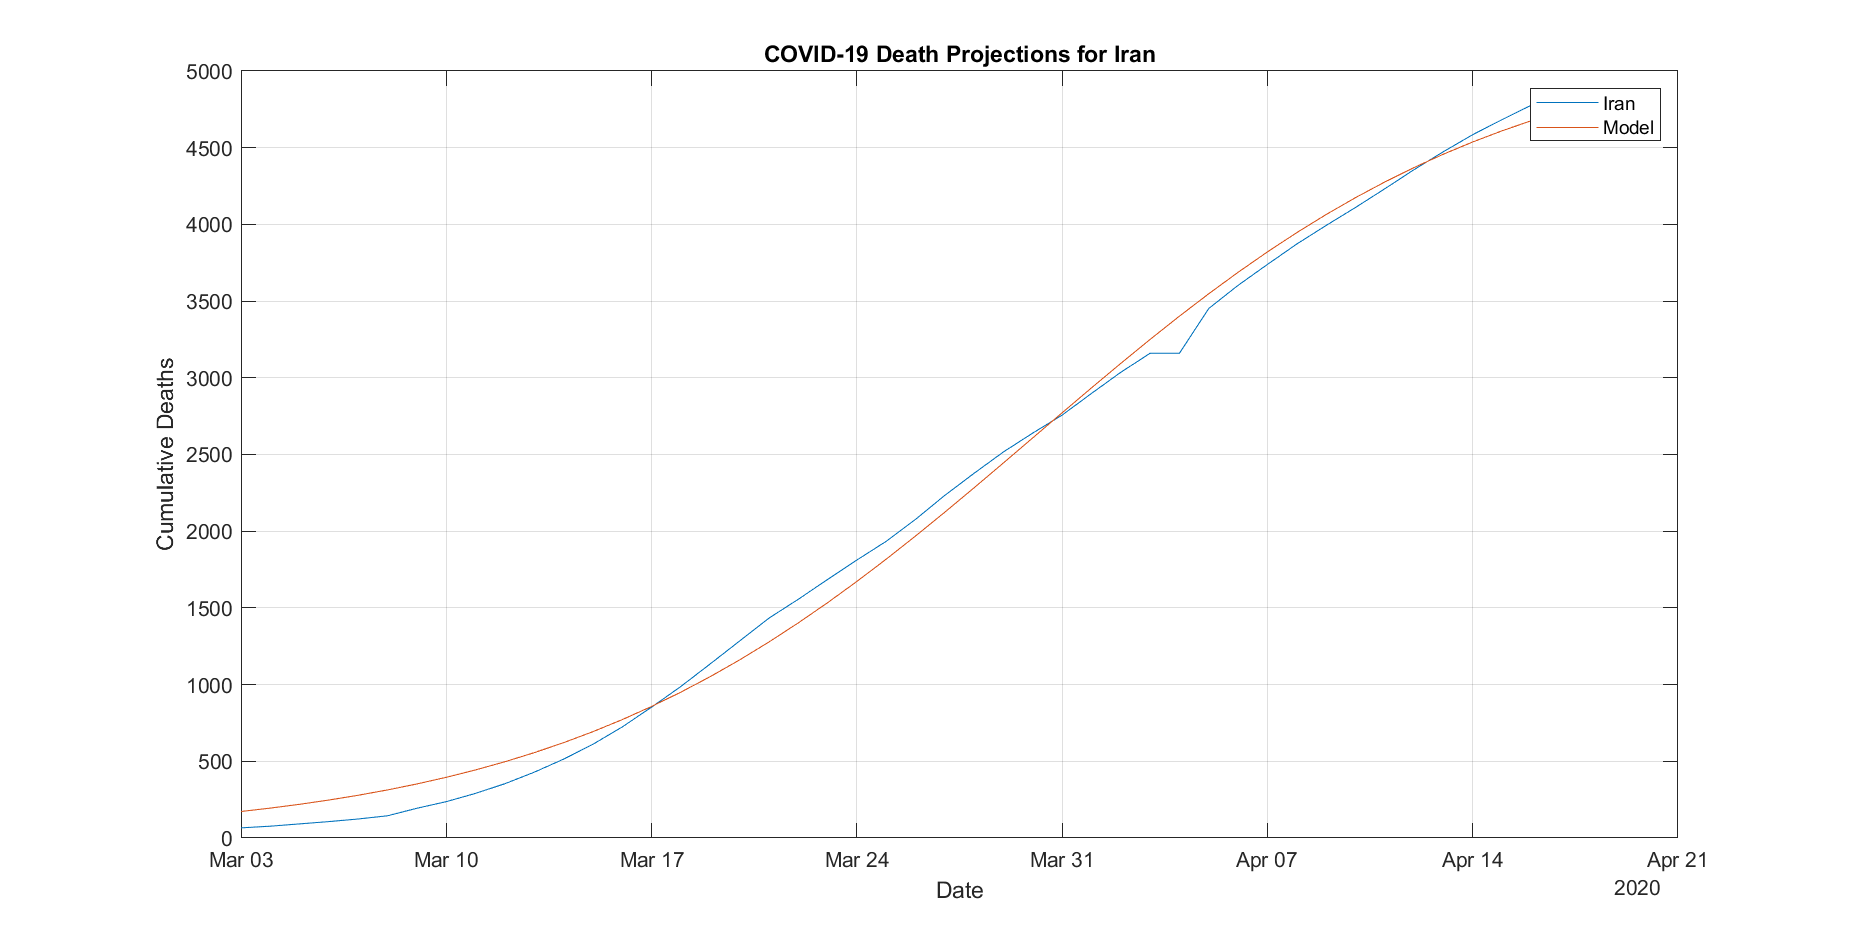 COVID-19 Death Projections for Iran
5000
4500
4000
3500
3000
2500
2000
1500
1000
500
0
Cumulative Deaths
Iran
Model
Mar 03
Mar 10
Mar 17
Mar 24
Mar 31
Apr 07
Apr 14
Apr 21
2020
Date